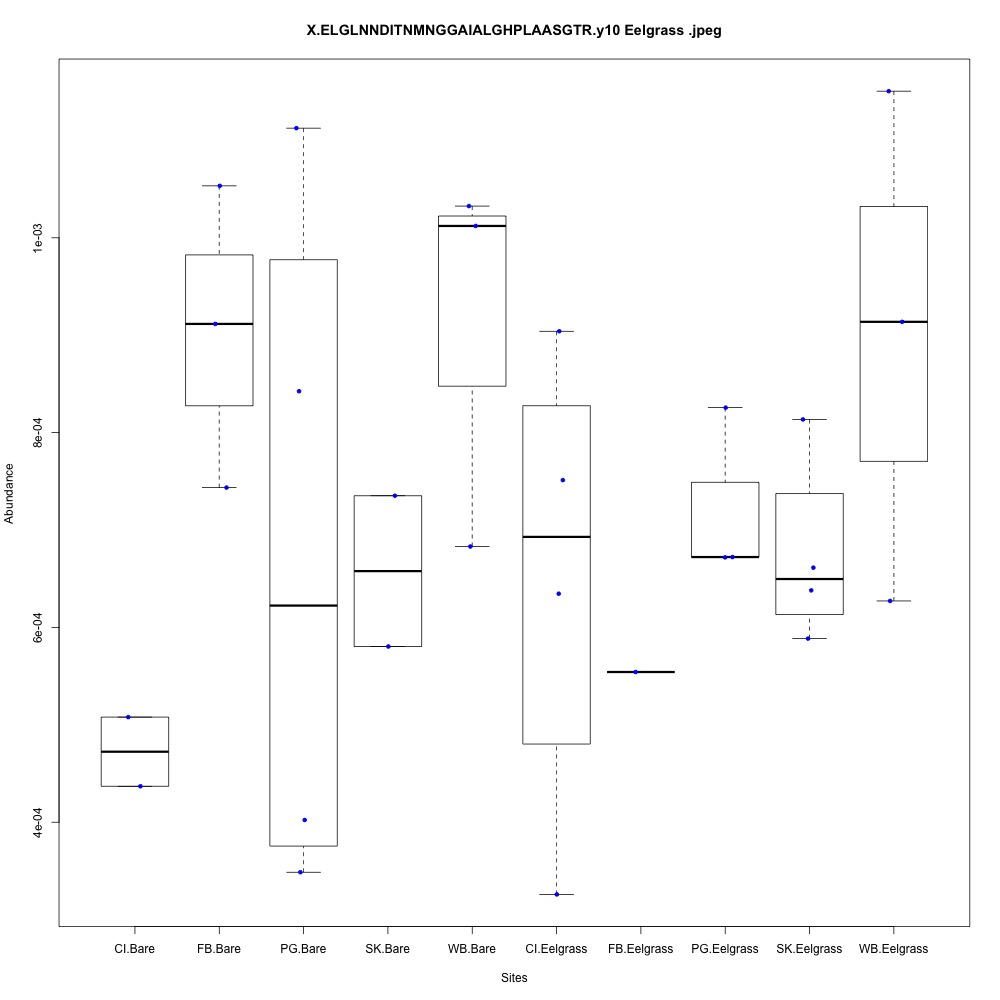 X.ELGLNNDITNMNGGAIALGHPLAASGTR.y10 Eelgrass .jpeg
Abundance
1e-03
8e-04
6e-04
4e-04
CI.Bare FB.Bare PG.Bare SK.Bare WB.Bare CI.Eelgrass FB.Eelgrass PG.Eelgrass SK.Eelgrass WB.Eelgrass
Sites